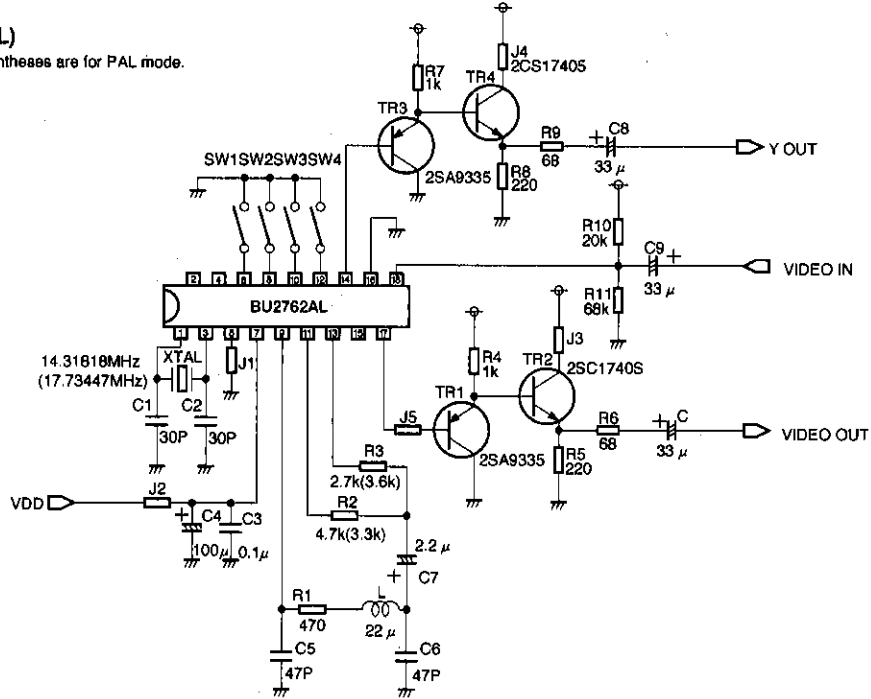 L)
ntheses are for PAL mode.
J4
2CS17405
R7
1k
TR4
TR3
R9
C8
+
Y OUT
68
33 μ
SW1SW2SW3SW4
2SA9335
R8
220
R10
20k
C9
+
VIDEO IN
33 μ
R11
68k
2 4 6 8 10 12 14 16 18
BU2762AL
1 3 5 7 9 11 13 15 17
14.31818MHz
(17.73447MHz)
XTAL
J1
C1
C2
30P
30P
R4
1k
TR2
J3
2SC1740S
TR1
J5
R6
C
+
VIDEO OUT
68
33 μ
2SA9335
R5
220
R3
2.7k(3.6k)
R2
4.7k(3.3k)
VDD
J2
+
C4
C3
100μ
0.1μ
2.2 μ
+
C7
R1
L
470
22 μ
C5
C6
47P
47P